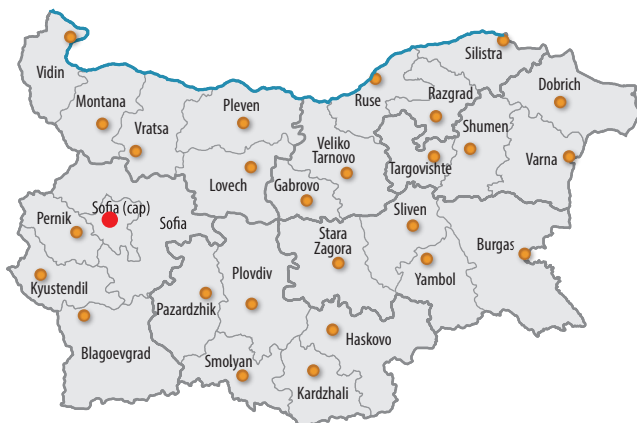 Silistra
Vidin
Dobrich
Montana
Pleven
Ruse
Razgrad
Vratsa
Shumen
Veliko
Tarnovo
Targovishte
Varna
Lovech
Gabrovo
Sofia (cap)
Pernik
Sofia
Sliven
Stara
Zagora
Burgas
Kyustendil
Plovdiv
Yambol
Pazardzhik
Haskovo
Blagoevgrad
Smolyan
Kardzhali